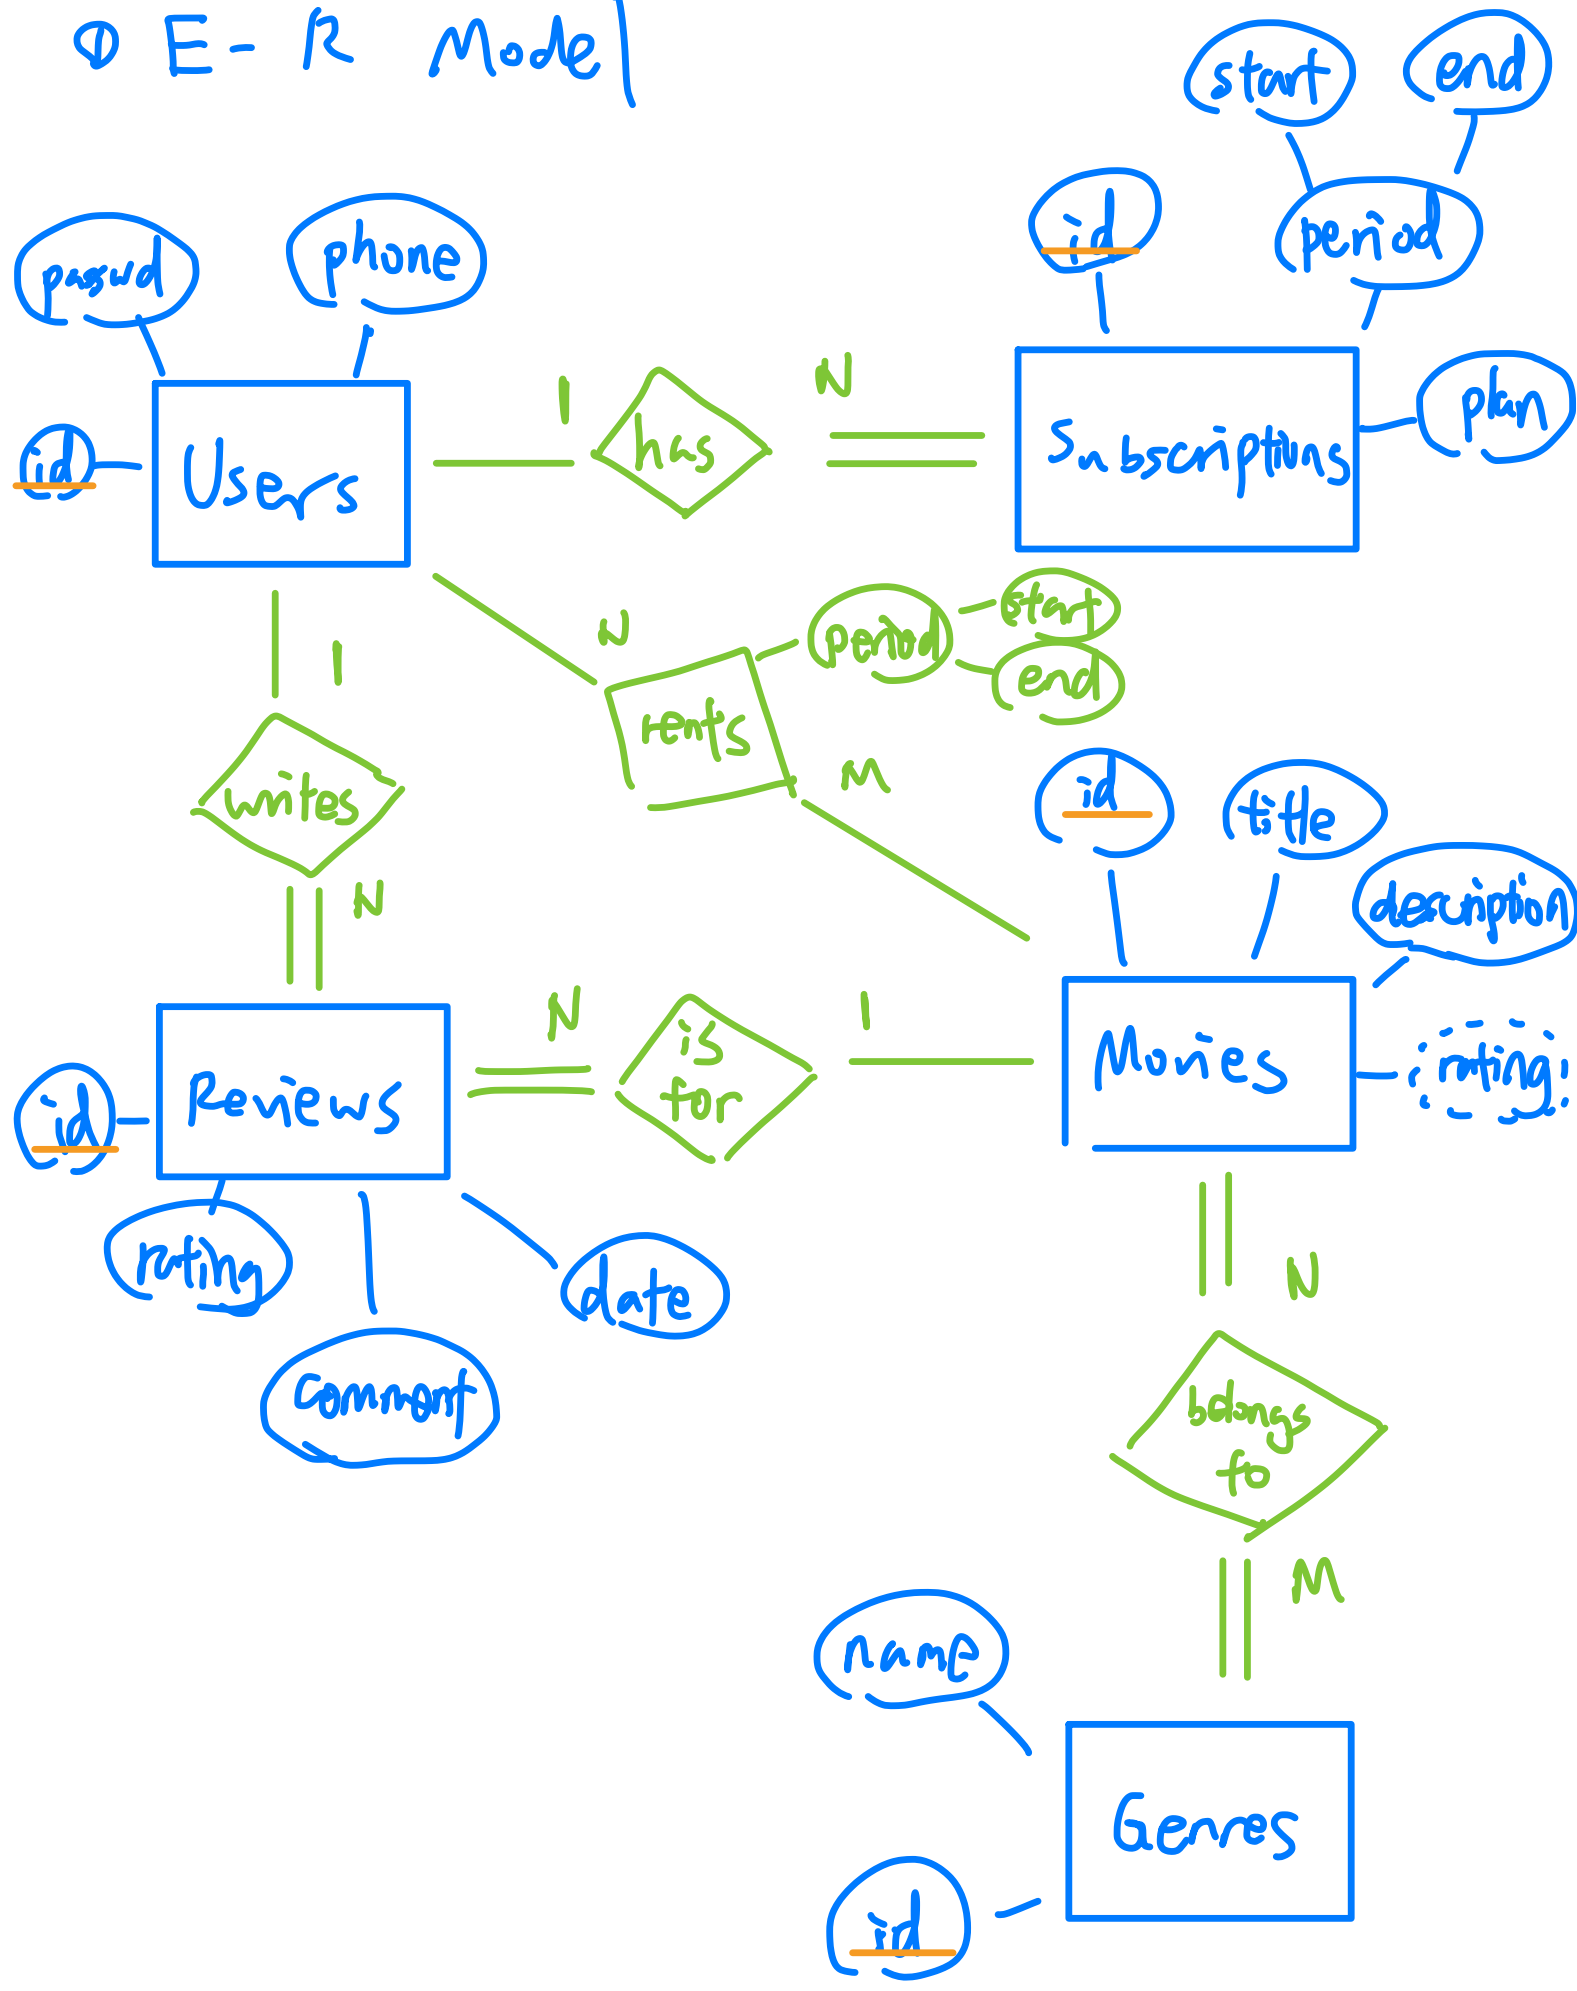 ① E-R Model
start
end
id
period
passwd
phone
plan
id
Users
1
has
N
Subscriptions
period
start
end
N
rents
M
1
writes
N
id
title
description
Movies
rating
N
is
for
1
Reviews
id
rating
comment
date
N
belongs
to
M
name
Genres
id